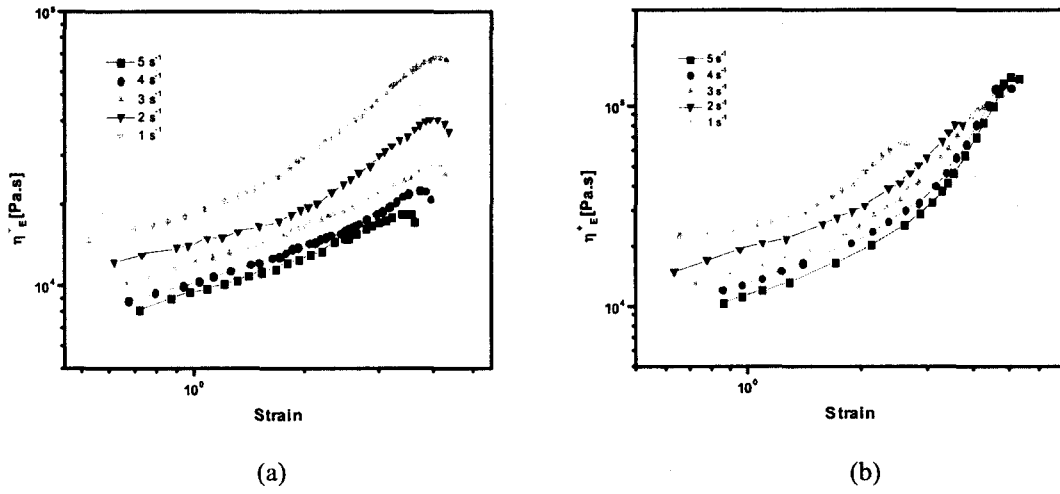 10⁵
5 s⁻¹
4 s⁻¹
3 s⁻¹
2 s⁻¹
1 s⁻¹
η⁻E[Pa.s]
10⁴
10⁰
Strain
(a)
5 s⁻¹
4 s⁻¹
3 s⁻¹
2 s⁻¹
1 s⁻¹
10⁵
η⁺E[Pa.s]
10⁴
10⁰
Strain
(b)